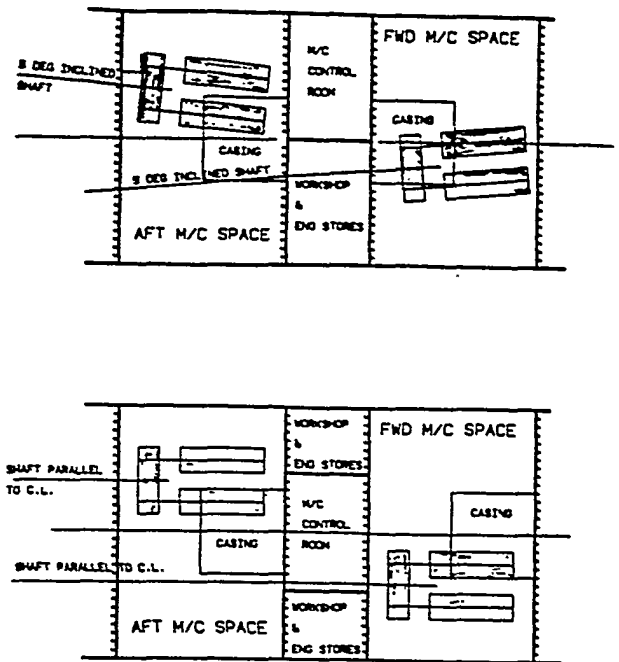 FWD M/C SPACE
M/C
CONTROL
ROOM
5 DEG INCLINED
SHAFT
CASING
CASING
5 DEG INCLINED SHAFT
WORKSHOP
&
ENG STORES
AFT M/C SPACE
WORKSHOP
&
ENG STORES
FWD M/C SPACE
SHAFT PARALLEL
TO C.L.
M/C
CONTROL
ROOM
CASING
CASING
SHAFT PARALLEL TO C.L.
WORKSHOP
&
ENG STORES
AFT M/C SPACE